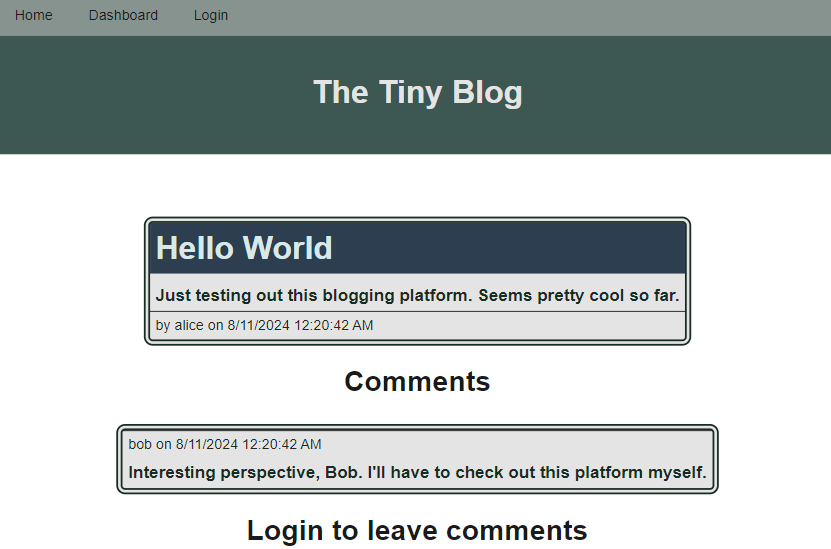 Home Dashboard Login
The Tiny Blog
Hello World
Just testing out this blogging platform. Seems pretty cool so far.
by alice on 8/11/2024 12:20:42 AM
Comments
bob on 8/11/2024 12:20:42 AM
Interesting perspective, Bob. I'll have to check out this platform myself.
Login to leave comments